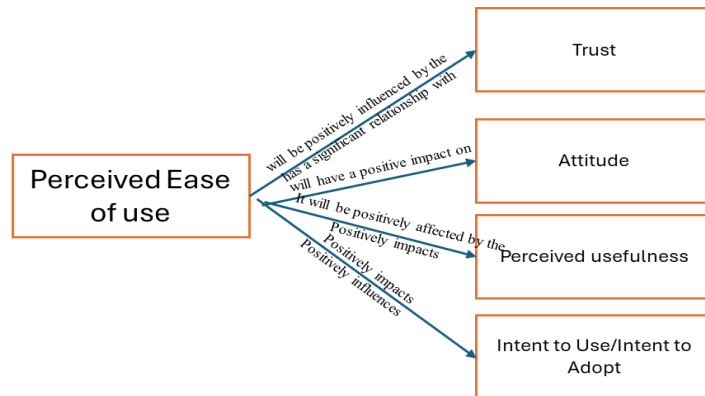 Trust
will be positively influenced by the
has a significant relationship with
Perceived Ease
of use
will have a positive impact on
Attitude
It will be positively affected by the
Positively impacts
Perceived usefulness
Positively impacts
Positively influences
Intent to Use/Intent to
Adopt